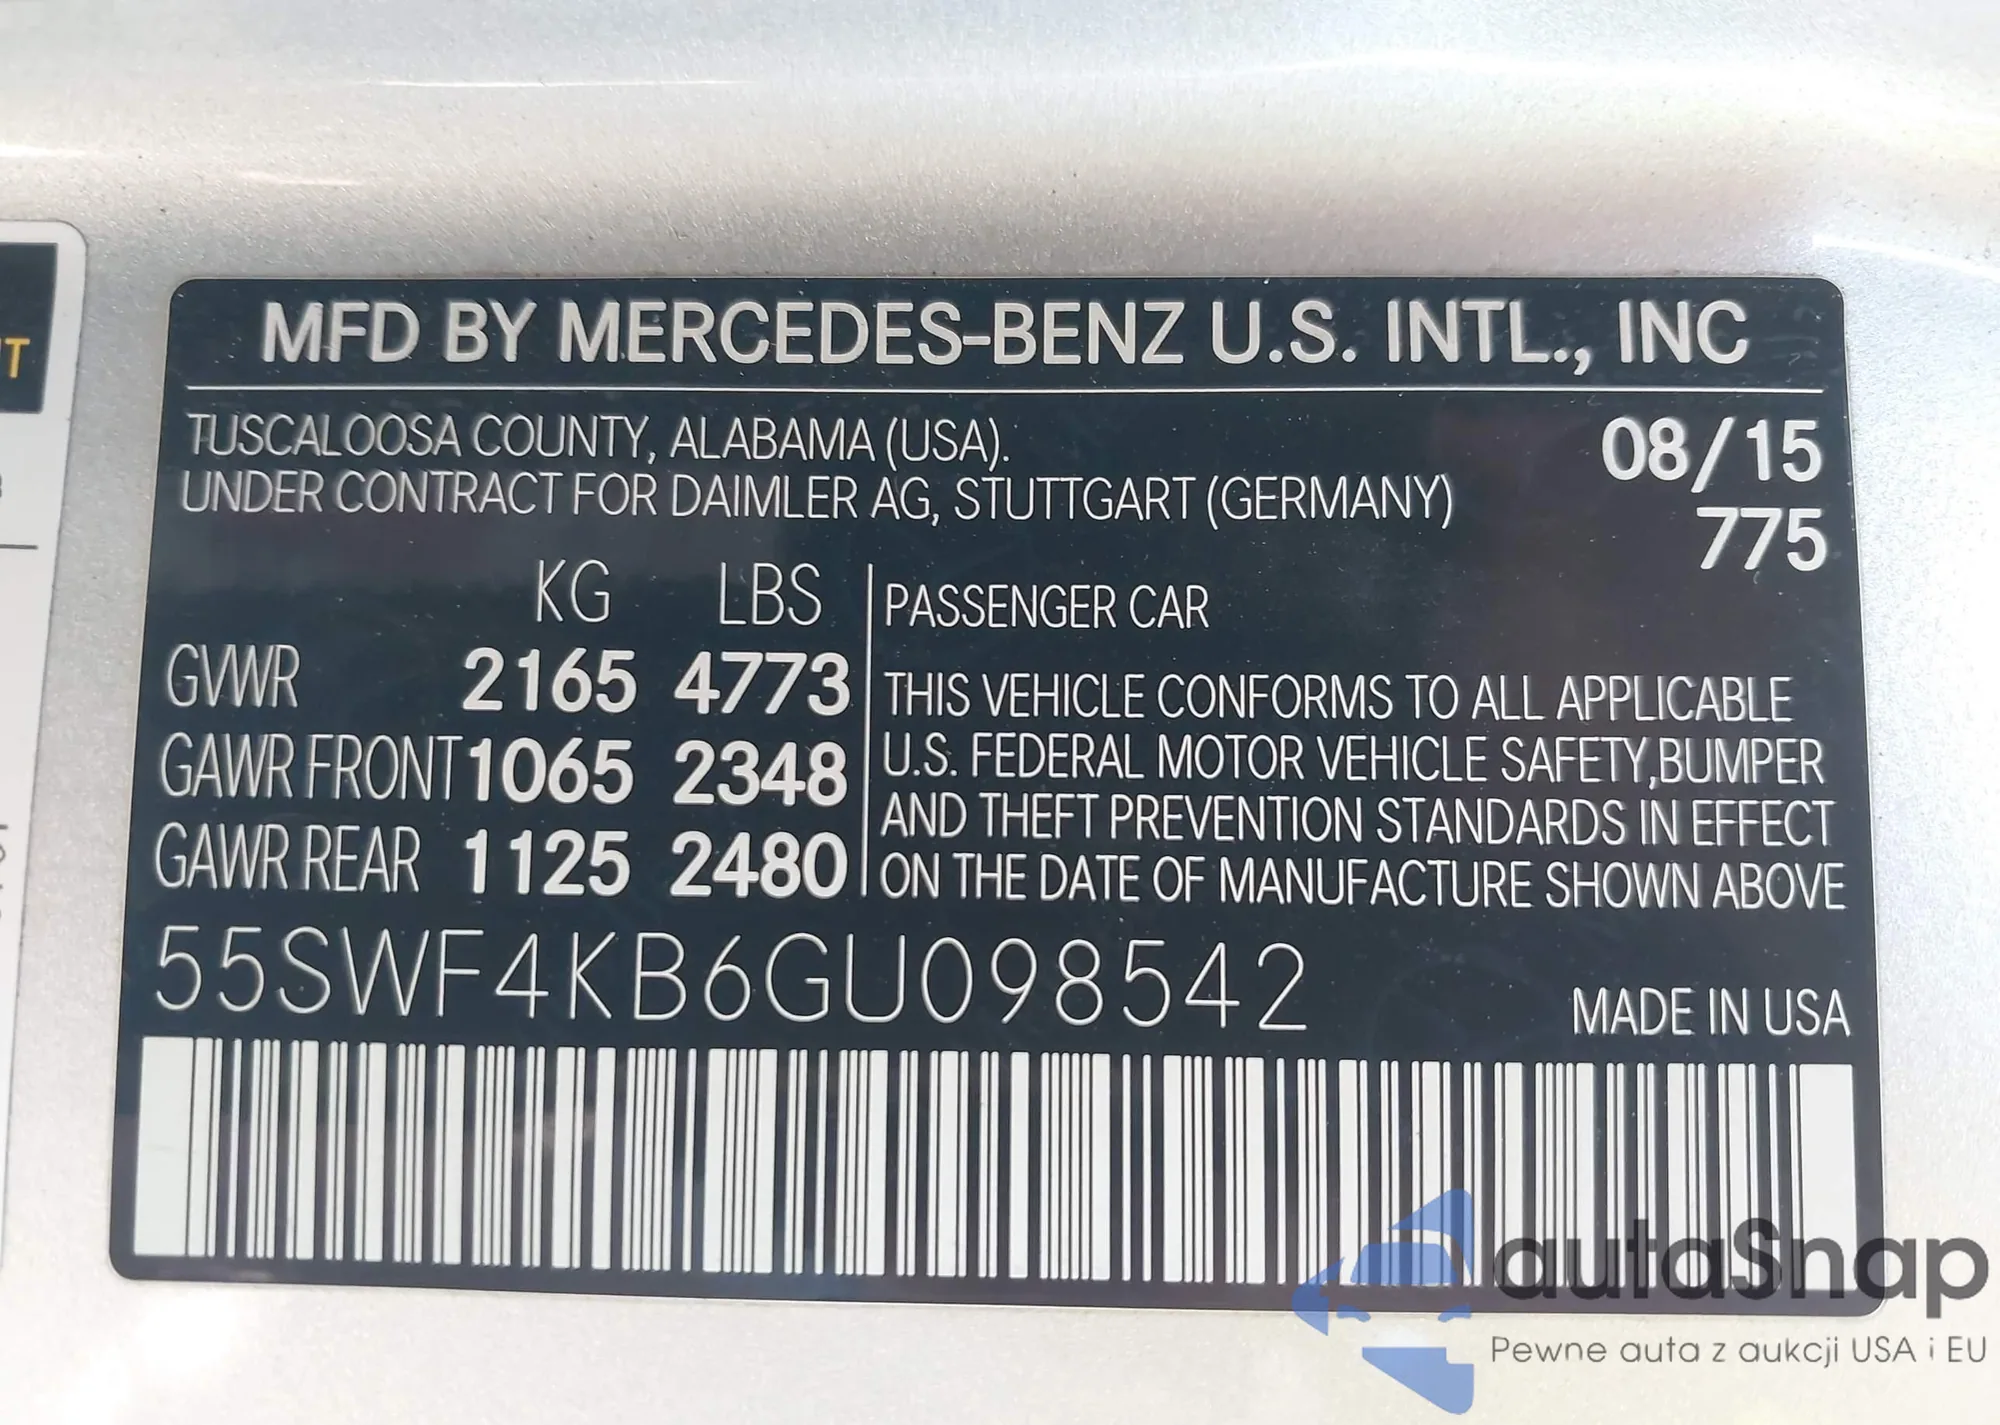 MFD BY MERCEDES-BENZ U.S. INTL., INC
TUSCALOOSA COUNTY, ALABAMA (USA).
08/15
UNDER CONTRACT FOR DAIMLER AG, STUTTGART (GERMANY)
775
KG LBS
GVWR 2165 4773
GAWR FRONT 1065 2348
GAWR REAR 1125 2480
PASSENGER CAR
THIS VEHICLE CONFORMS TO ALL APPLICABLE
U.S. FEDERAL MOTOR VEHICLE SAFETY,BUMPER
AND THEFT PREVENTION STANDARDS IN EFFECT
ON THE DATE OF MANUFACTURE SHOWN ABOVE
55SWF4KB6GU098542
MADE IN USA
autaSnap
Pewne auta z aukcji USA i EU